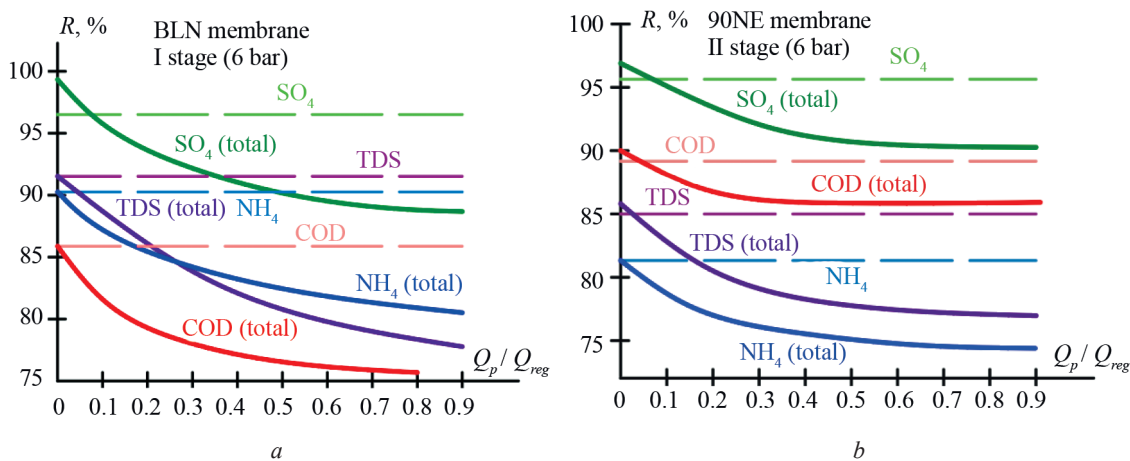 R, %
BLN membrane
I stage (6 bar)
100
95
90
85
80
75
SO₄
SO₄ (total)
TDS
TDS (total)
NH₄
COD
NH₄ (total)
COD (total)
Qₚ / Q_reg
0 0.1 0.2 0.3 0.4 0.5 0.6 0.7 0.8 0.9
a
R, %
90NE membrane
II stage (6 bar)
100
95
90
85
80
75
SO₄
SO₄ (total)
COD
COD (total)
TDS
TDS (total)
NH₄
NH₄ (total)
Qₚ / Q_reg
0 0.1 0.2 0.3 0.4 0.5 0.6 0.7 0.8 0.9
b